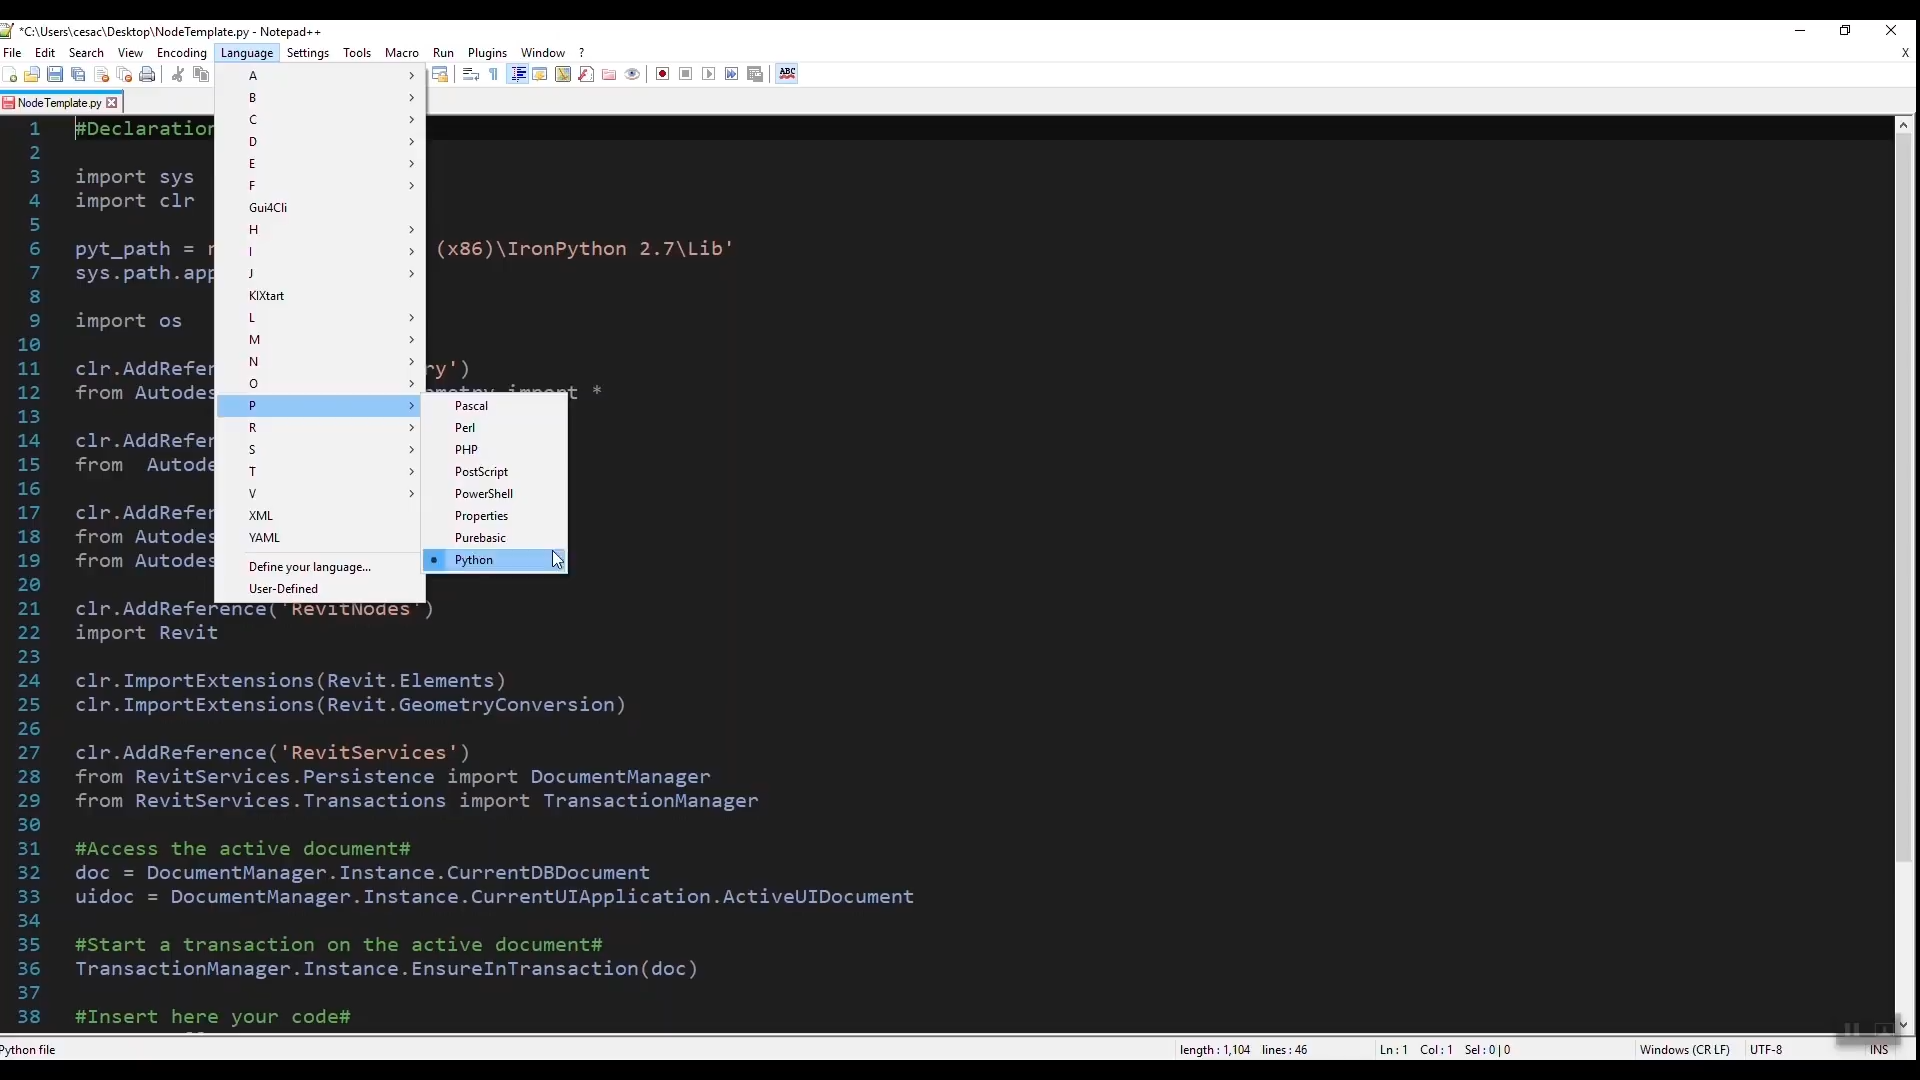 *C:\Users\cesac\Desktop\NodeTemplate.py - Notepad++
File Edit Search View Encoding Language Settings Tools Macro Run Plugins Window ? X
ABC
NodeTemplate.py
A
B
C
D
E
F
Gui4Cli
H
I
J
KIXtart
L
M
N
O
P
R
S
T
V
XML
YAML
Define your language...
User-Defined
Pascal
Perl
PHP
PostScript
PowerShell
Properties
Purebasic
Python
1 #Declaration
2
3 import sys
4 import clr
5
6 pyt_path = (x86)\IronPython 2.7\Lib'
7 sys.path.app
8
9 import os
10
11 clr.AddRefer ry')
12 from Autodes ometry import *
13
14 clr.AddRefer
15 from Autode
16
17 clr.AddRefer
18 from Autodes
19 from Autodes
20
21 clr.AddReference('RevitNodes')
22 import Revit
23
24 clr.ImportExtensions(Revit.Elements)
25 clr.ImportExtensions(Revit.GeometryConversion)
26
27 clr.AddReference('RevitServices')
28 from RevitServices.Persistence import DocumentManager
29 from RevitServices.Transactions import TransactionManager
30
31 #Access the active document#
32 doc = DocumentManager.Instance.CurrentDBDocument
33 uidoc = DocumentManager.Instance.CurrentUIApplication.ActiveUIDocument
34
35 #Start a transaction on the active document#
36 TransactionManager.Instance.EnsureInTransaction(doc)
37
38 #Insert here your code#
Python file length : 1,104 lines : 46 Ln : 1 Col : 1 Sel : 0 | 0 Windows (CR LF) UTF-8 INS